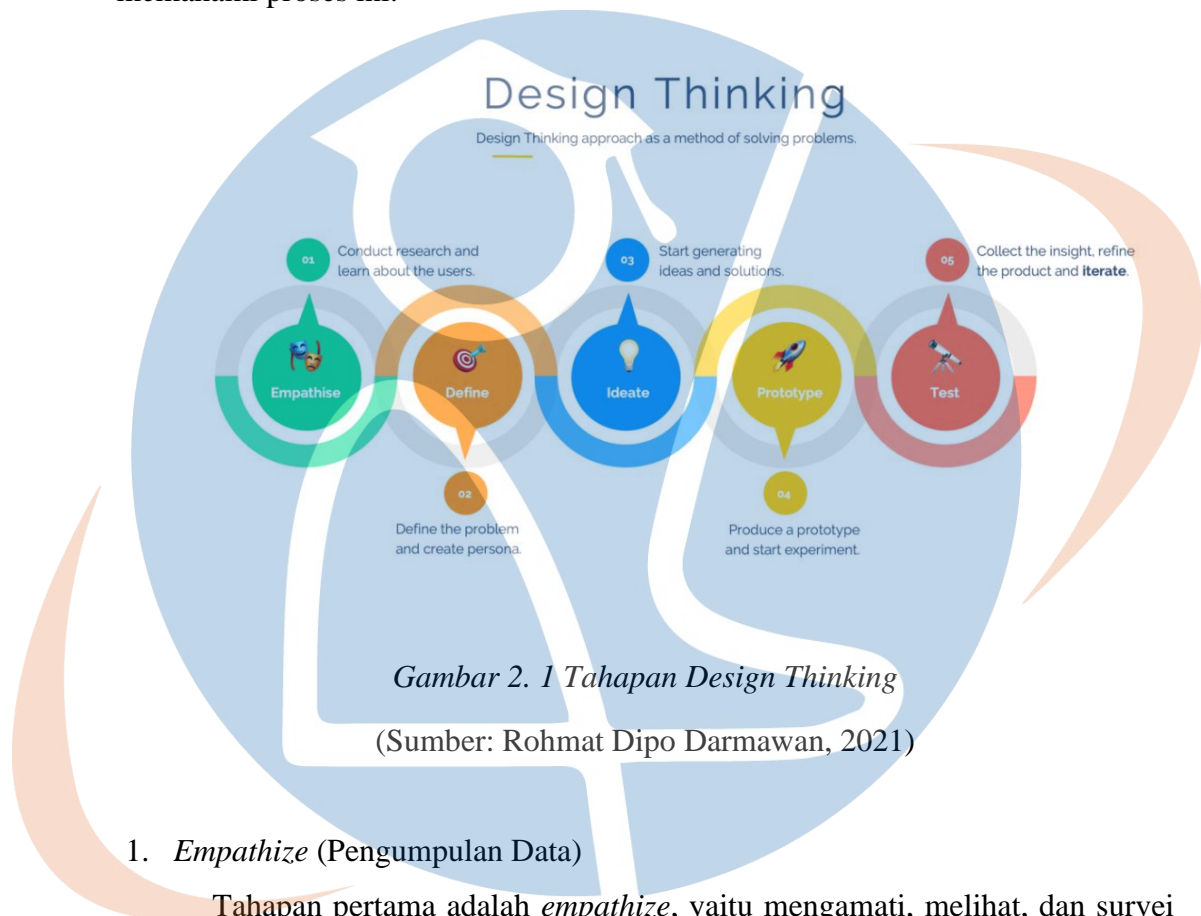 memahami proses ini.
Design Thinking
Design Thinking approach as a method of solving problems.
01
Conduct research and
learn about the users.
03
Start generating
ideas and solutions.
05
Collect the insight, refine
the product and iterate.
Empathise
Define
Ideate
Prototype
Test
02
Define the problem
and create persona.
04
Produce a prototype
and start experiment.
Gambar 2. 1 Tahapan Design Thinking
(Sumber: Rohmat Dipo Darmawan, 2021)
1. Empathize (Pengumpulan Data)
Tahapan pertama adalah empathize, yaitu mengamati, melihat, dan survei